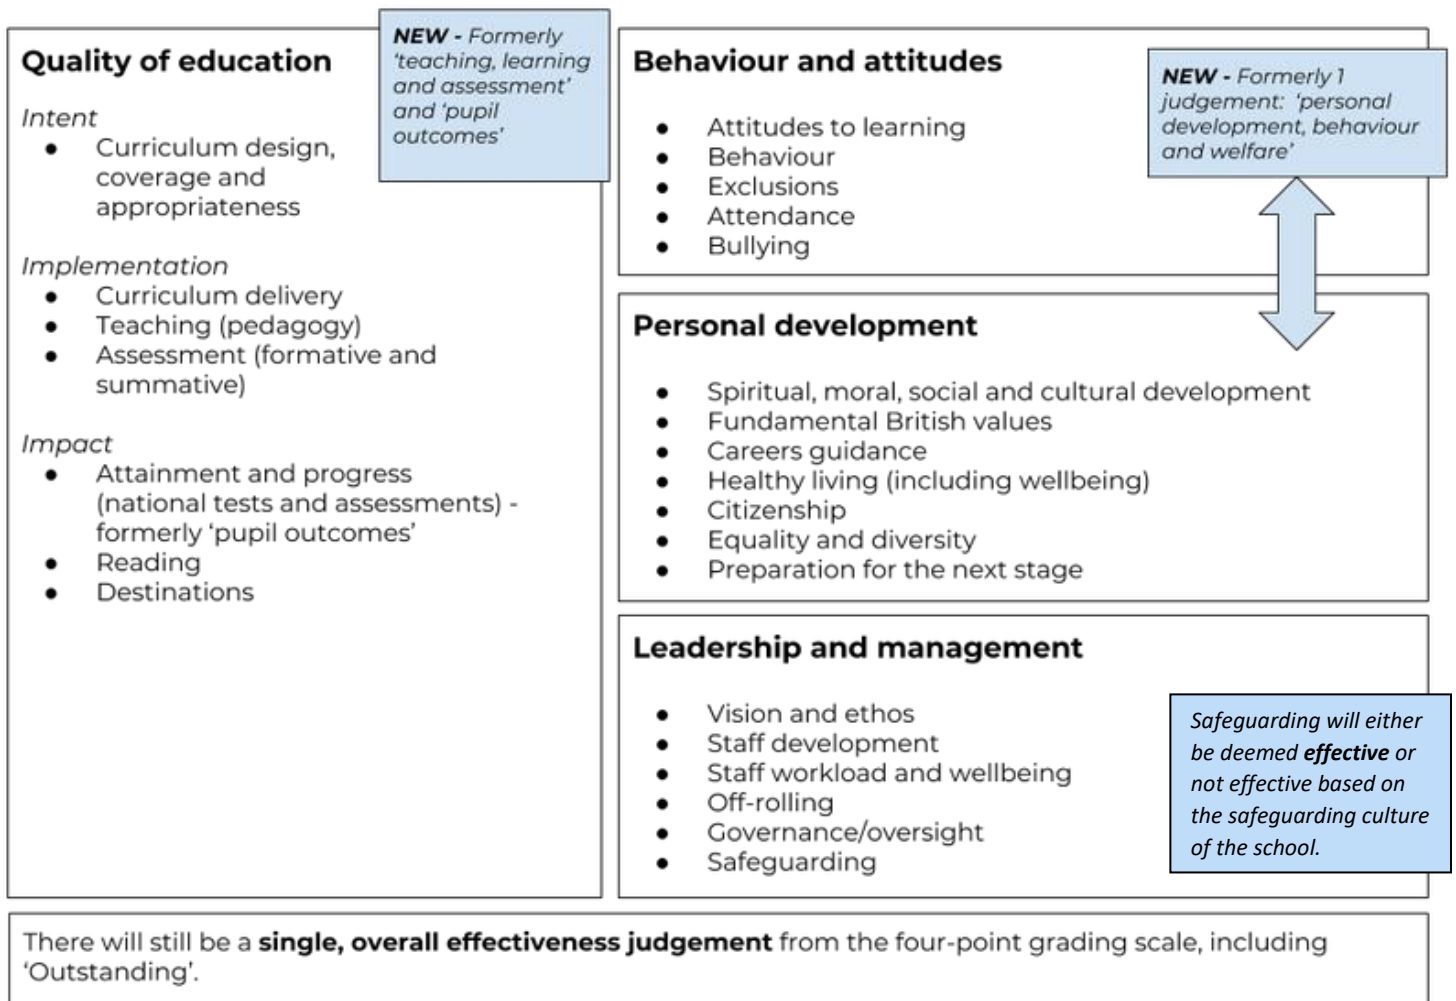 Quality of education
NEW - Formerly
‘teaching, learning
and assessment’
and ‘pupil
outcomes’
Intent
● Curriculum design,
coverage and
appropriateness
Implementation
● Curriculum delivery
● Teaching (pedagogy)
● Assessment (formative and
summative)
Impact
● Attainment and progress
(national tests and assessments) -
formerly ‘pupil outcomes’
● Reading
● Destinations
Behaviour and attitudes
NEW - Formerly 1
judgement: ‘personal
development, behaviour
and welfare’
● Attitudes to learning
● Behaviour
● Exclusions
● Attendance
● Bullying
Personal development
● Spiritual, moral, social and cultural development
● Fundamental British values
● Careers guidance
● Healthy living (including wellbeing)
● Citizenship
● Equality and diversity
● Preparation for the next stage
Leadership and management
● Vision and ethos
● Staff development
● Staff workload and wellbeing
● Off-rolling
● Governance/oversight
● Safeguarding
Safeguarding will either
be deemed effective or
not effective based on
the safeguarding culture
of the school.
There will still be a single, overall effectiveness judgement from the four-point grading scale, including
‘Outstanding’.